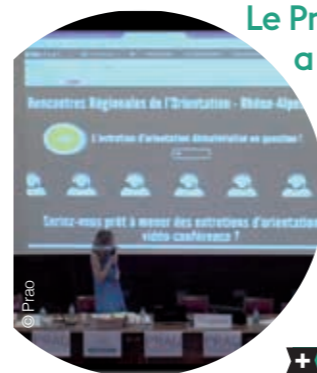 Le Pr
a
Rencontres Régionales de l'Orientation - Rhône-Alpes
L'entretien d'orientation dématérialisé en question !
Seriez-vous prêt à mener des entretiens d'orientation
vidéo-conférence ?
PRAO
© Prao
+